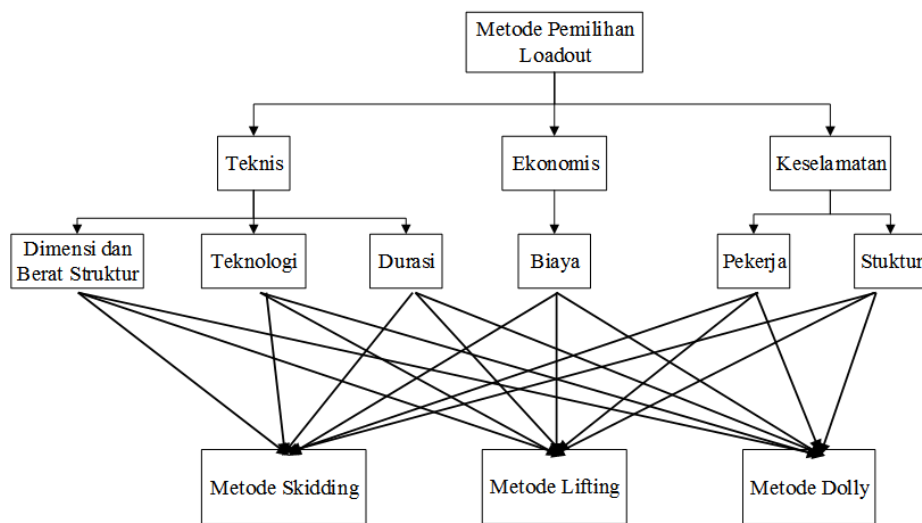 Metode Pemilihan
Loadout
Teknis
Ekonomis
Keselamatan
Dimensi dan
Berat Struktur
Teknologi
Durasi
Biaya
Pekerja
Stuktur
Metode Skidding
Metode Lifting
Metode Dolly